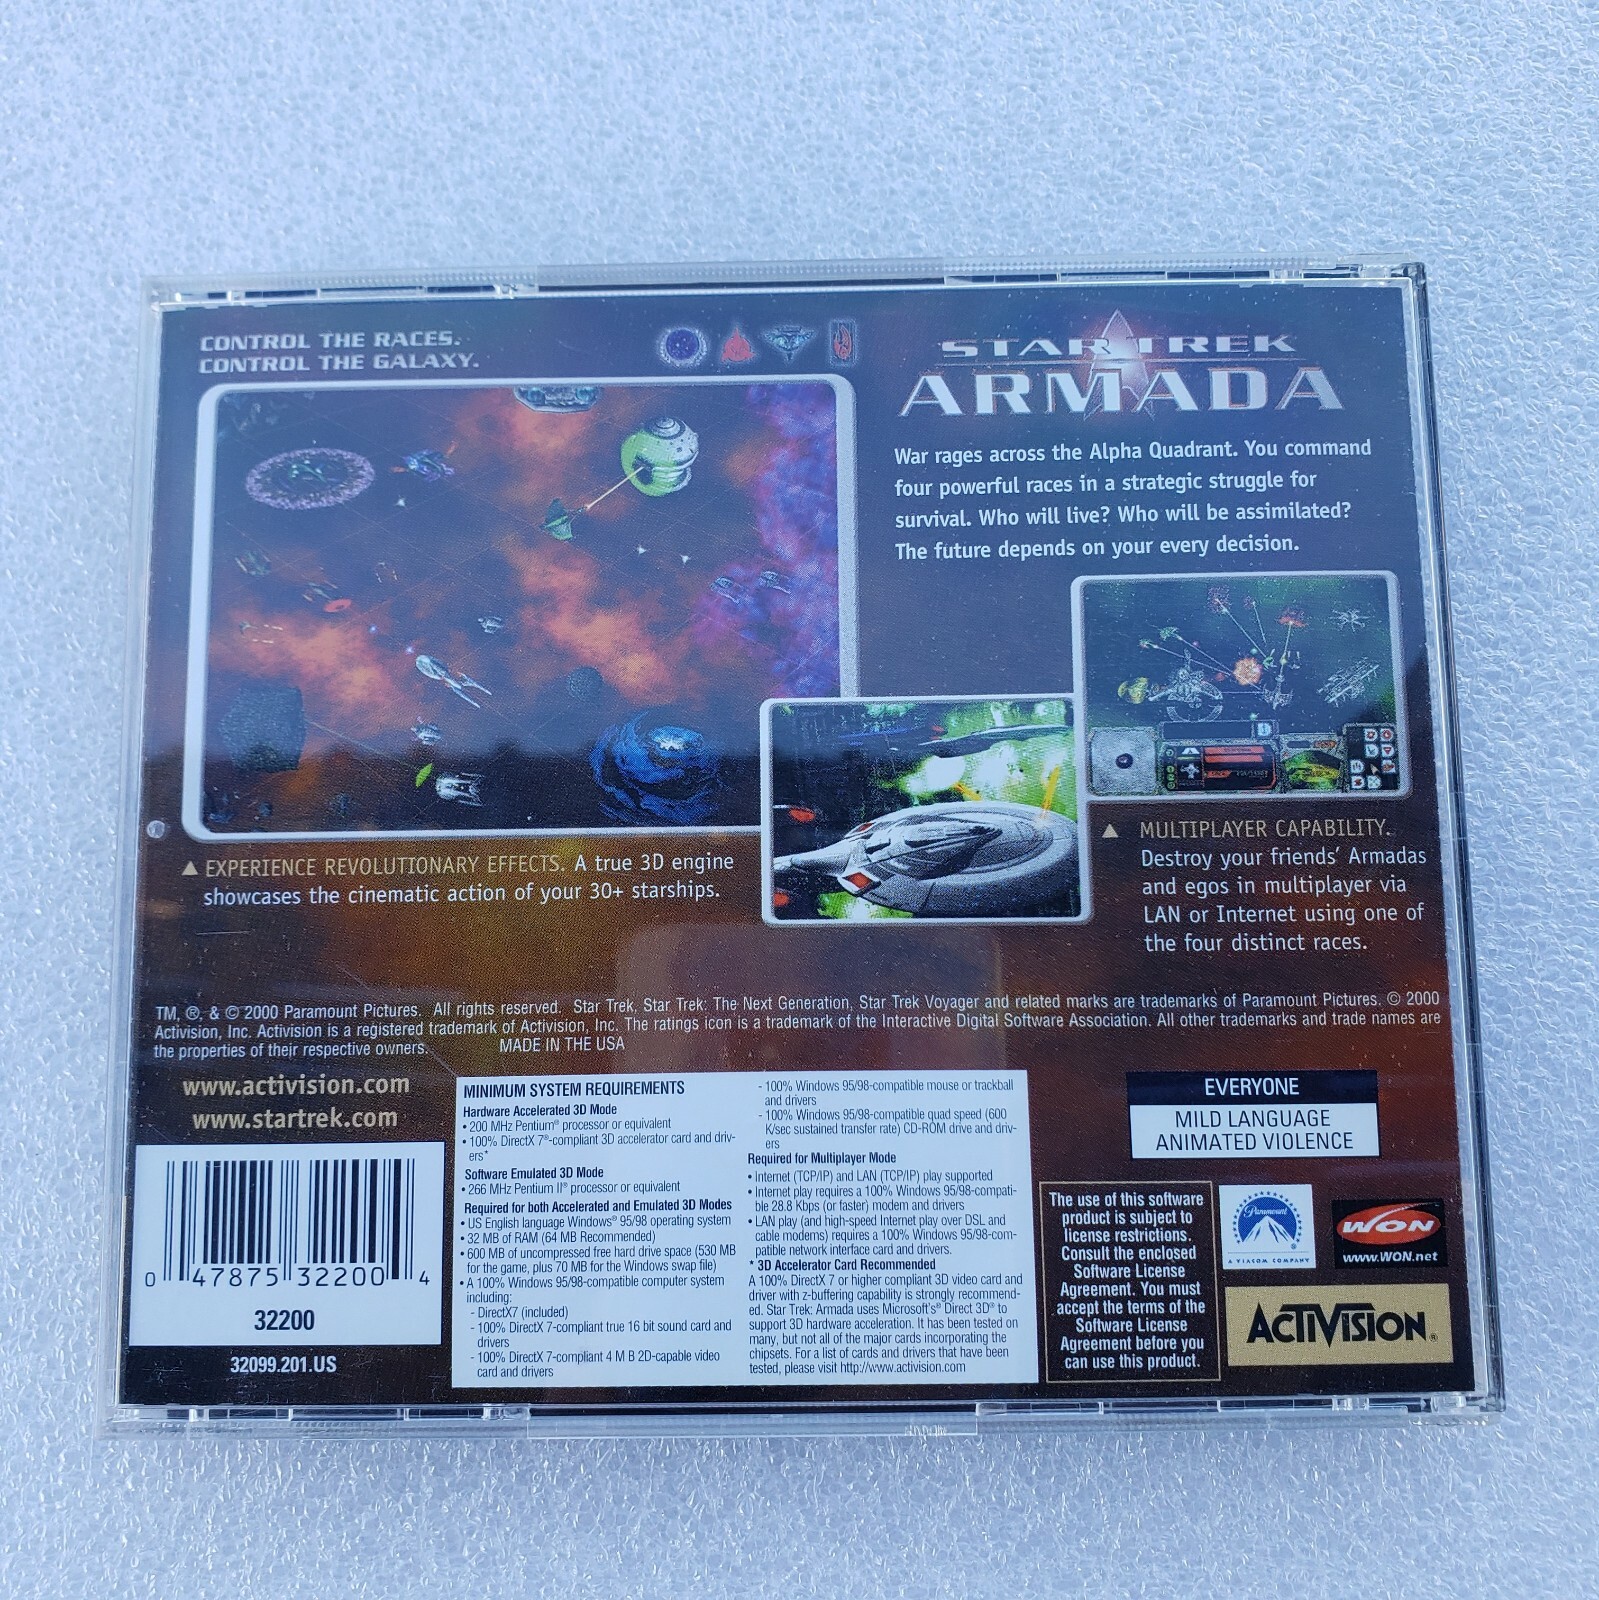 CONTROL THE RACES.
CONTROL THE GALAXY.
STAR TREK
ARMADA
War rages across the Alpha Quadrant. You command
four powerful races in a strategic struggle for
survival. Who will live? Who will be assimilated?
The future depends on your every decision.
▲ EXPERIENCE REVOLUTIONARY EFFECTS. A true 3D engine
showcases the cinematic action of your 30+ starships.
▲ MULTIPLAYER CAPABILITY.
Destroy your friends' Armadas
and egos in multiplayer via
LAN or Internet using one of
the four distinct races.
TM, ®, & © 2000 Paramount Pictures. All rights reserved. Star Trek, Star Trek: The Next Generation, Star Trek Voyager and related marks are trademarks of Paramount Pictures. © 2000
Activision, Inc. Activision is a registered trademark of Activision, Inc. The ratings icon is a trademark of the Interactive Digital Software Association. All other trademarks and trade names are
the properties of their respective owners. MADE IN THE USA
www.activision.com
www.startrek.com
0 47875 32200 4
32200
32099.201.US
MINIMUM SYSTEM REQUIREMENTS
Hardware Accelerated 3D Mode
• 200 MHz Pentium® processor or equivalent
• 100% DirectX 7®-compliant 3D accelerator card and driv-
ers*
Software Emulated 3D Mode
• 266 MHz Pentium II® processor or equivalent
Required for both Accelerated and Emulated 3D Modes
• US English language Windows® 95/98 operating system
• 32 MB of RAM (64 MB Recommended)
• 600 MB of uncompressed free hard drive space (530 MB
for the game, plus 70 MB for the Windows swap file)
• A 100% Windows 95/98-compatible computer system
including:
- DirectX7 (included)
- 100% DirectX 7-compliant true 16 bit sound card and
drivers
- 100% DirectX 7-compliant 4 M B 2D-capable video
card and drivers
- 100% Windows 95/98-compatible mouse or trackball
and drivers
- 100% Windows 95/98-compatible quad speed (600
K/sec sustained transfer rate) CD-ROM drive and driv-
ers
Required for Multiplayer Mode
• Internet (TCP/IP) and LAN (TCP/IP) play supported
• Internet play requires a 100% Windows 95/98-compati-
ble 28.8 Kbps (or faster) modem and drivers
• LAN play (and high-speed Internet play over DSL and
cable modems) requires a 100% Windows 95/98-com-
patible network interface card and drivers.
* 3D Accelerator Card Recommended
A 100% DirectX 7 or higher compliant 3D video card and
driver with z-buffering capability is strongly recommend-
ed. Star Trek: Armada uses Microsoft's® Direct 3D® to
support 3D hardware acceleration. It has been tested on
many, but not all of the major cards incorporating the
chipsets. For a list of cards and drivers that have been
tested, please visit http://www.activision.com
EVERYONE
MILD LANGUAGE
ANIMATED VIOLENCE
The use of this software
product is subject to
license restrictions.
Consult the enclosed
Software License
Agreement. You must
accept the terms of the
Software License
Agreement before you
can use this product.
Paramount
A VIACOM COMPANY
WON
www.WON.net
ACTIVISION®